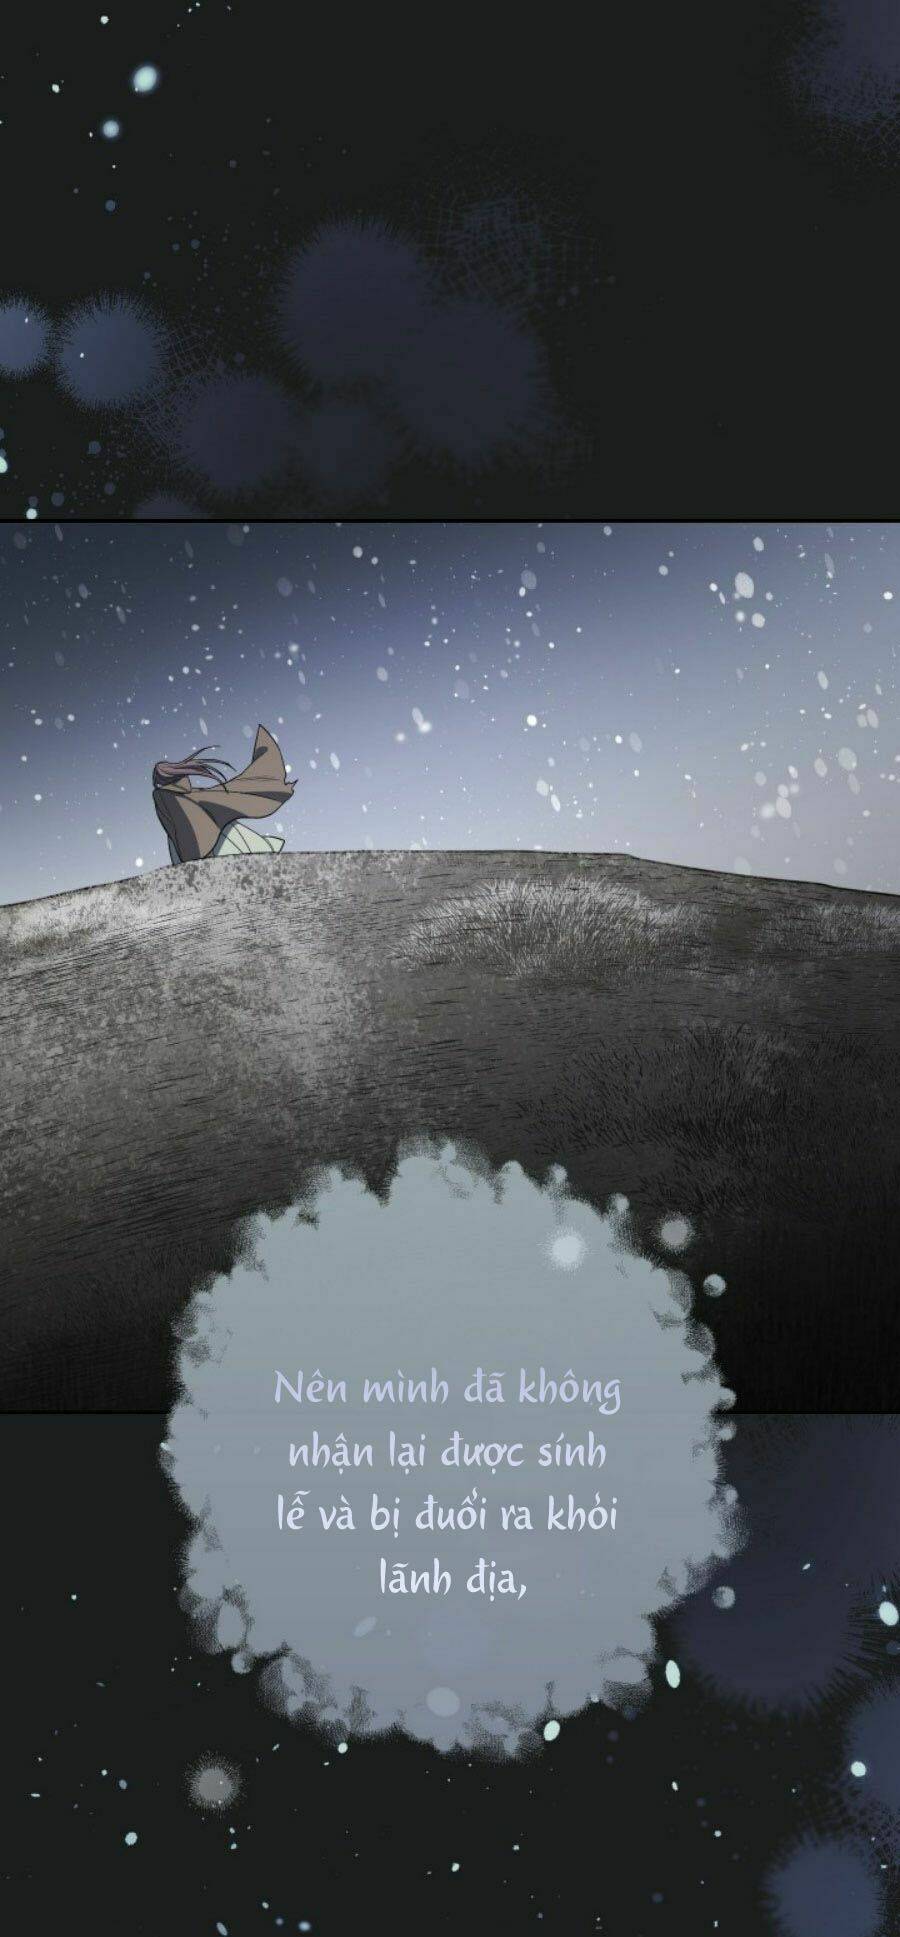 Nên mình đã không
nhận lại được sính
lễ và bị đuổi ra khỏi
lãnh địa,